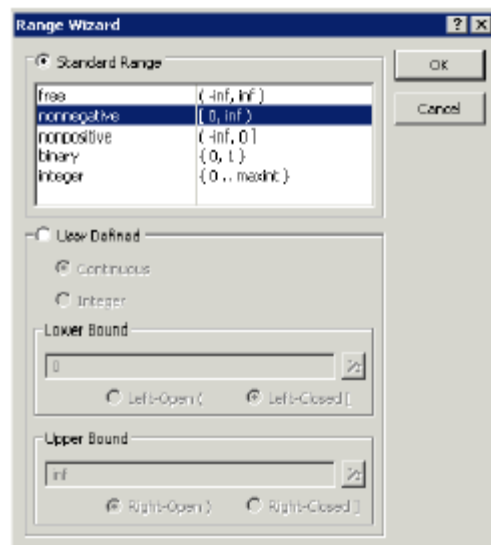 Range Wizard
Standard Range
OK
Cancel
free ( -inf, inf )
nonnegative [ 0, inf )
nonpositive ( -inf, 0 ]
binary { 0, 1 }
integer { 0 .. maxint }
User Defined
Continuous
Integer
Lower Bound
0
Left-Open (
Left-Closed [
Upper Bound
inf
Right-Open )
Right-Closed ]